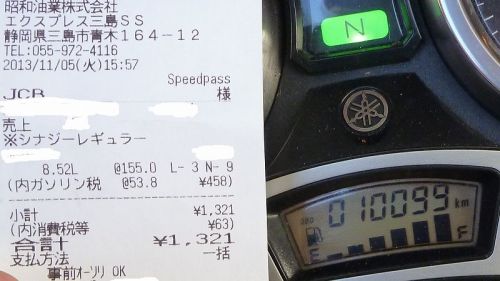 昭和油業株式会社
エクスプレス三島SS
静岡県三島市青木164-12
TEL:055-972-4116
2013/11/05(火)15:57
Speedpass
JCB 様
売上
※シナジーレギュラー
8.52L @155.0 L-3 N-9
(内ガソリン税 @53.8 ¥458)
小計 ¥1,321
(内消費税等 ¥63)
合計 ¥1,321
支払方法 一括
事前オーソリ OK
N
ODO 010099 km
E F